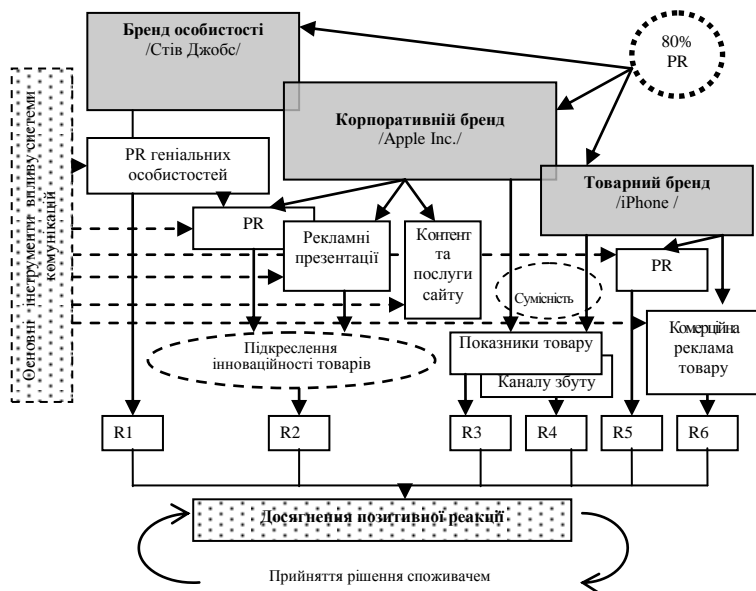 Бренд особистості
/Стів Джобс/
80%
PR
Корпоративній бренд
/Apple Inc./
Основні інструменти впливу системи
комунікацій
PR геніальних
особистостей
Товарний бренд
/iPhone /
PR
Рекламні
презентації
Контент
та
послуги
сайту
PR
Сумісність
Підкреслення
інноваційності товарів
Показники товару
Каналу збуту
Комерційна
реклама
товару
R1
R2
R3
R4
R5
R6
Досягнення позитивної реакції
Прийняття рішення споживачем